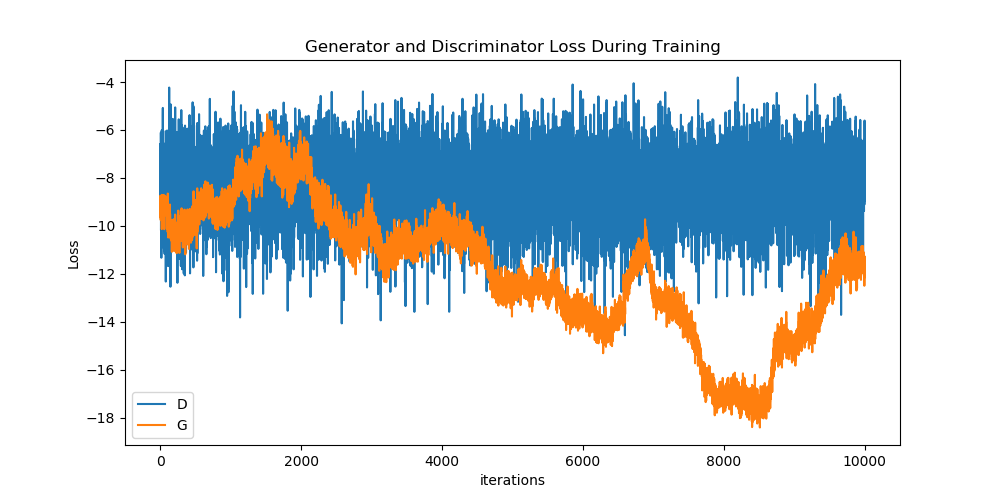 Generator and Discriminator Loss During Training
−4
−6
−8
−10
−12
−14
−16
−18
Loss
D
G
0 2000 4000 6000 8000 10000
iterations